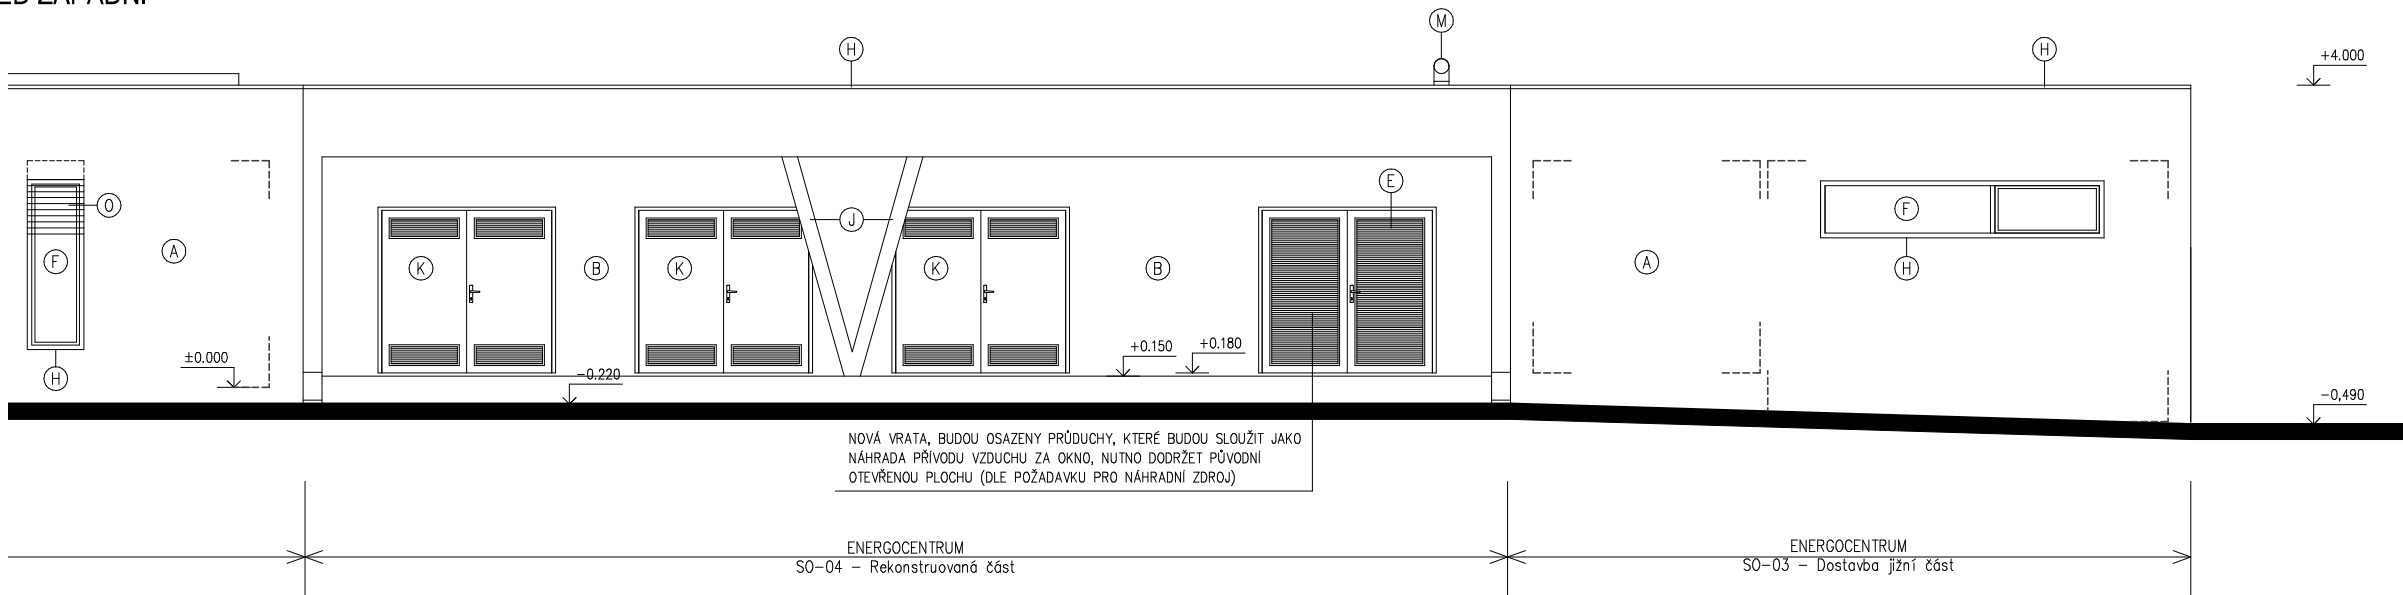 ZÁPADNÍ
M
H
H
+4.000
E
O
J
F
A
F
A
K
B
K
K
B
H
±0.000
+0.150
+0.180
H
-0.220
-0,490
NOVÁ VRATA, BUDOU OSAZENY PRŮDUCHY, KTERÉ BUDOU SLOUŽIT JAKO
NÁHRADA PŘÍVODU VZDUCHU ZA OKNO, NUTNO DODRŽET PŮVODNÍ
OTEVŘENOU PLOCHU (DLE POŽADAVKU PRO NÁHRADNÍ ZDROJ)
ENERGOCENTRUM
SO-04 - Rekonstruovaná část
ENERGOCENTRUM
SO-03 - Dostavba jižní část